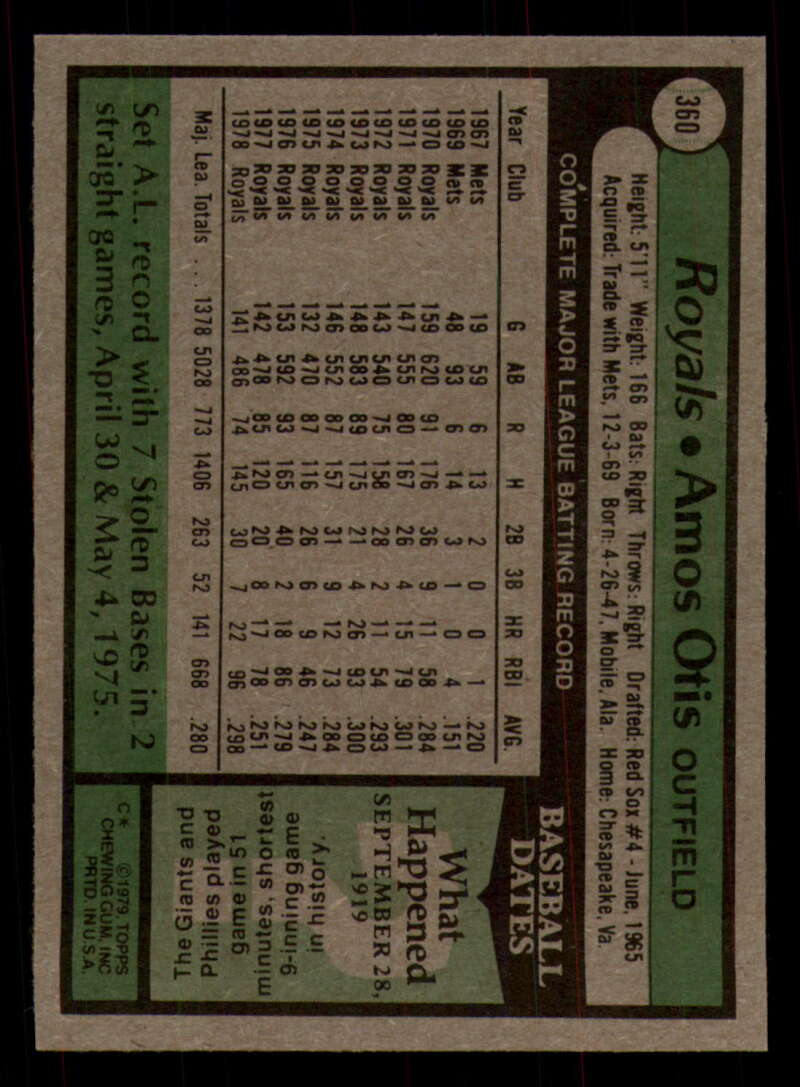 360
Royals • Amos Otis OUTFIELD
Height: 5'11" Weight: 166 Bats: Right Throws: Right Drafted: Red Sox #4 - June, 1965
Acquired: Trade with Mets, 12-3-69 Born: 4-26-47, Mobile, Ala. Home: Chesapeake, Va.
COMPLETE MAJOR LEAGUE BATTING RECORD
Year Club G AB R H 2B 3B HR RBI AVG.
1967 Mets 19 59 6 13 2 0 0 1 .220
1969 Mets 48 93 6 14 3 1 0 4 .151
1970 Royals 159 620 91 176 36 9 11 58 .284
1971 Royals 147 555 80 167 26 4 15 79 .301
1972 Royals 143 540 75 158 28 2 11 54 .293
1973 Royals 148 583 89 175 21 4 26 93 .300
1974 Royals 146 552 87 157 31 9 12 73 .284
1975 Royals 132 470 87 116 26 6 9 46 .247
1976 Royals 153 592 93 165 40 2 18 86 .279
1977 Royals 142 478 85 120 20 8 17 78 .251
1978 Royals 141 486 74 145 30 7 22 96 .298
Maj. Lea. Totals ... 1378 5028 773 1406 263 52 141 668 .280
Set A.L. record with 7 Stolen Bases in 2
straight games, April 30 & May 4, 1975.
BASEBALL
DATES
What
Happened
SEPTEMBER 28,
1919
The Giants and
Phillies played
game in 51
minutes, shortest
9-inning game
in history.
C* ©1979 TOPPS
CHEWING GUM, INC
PRTD. IN U.S.A.